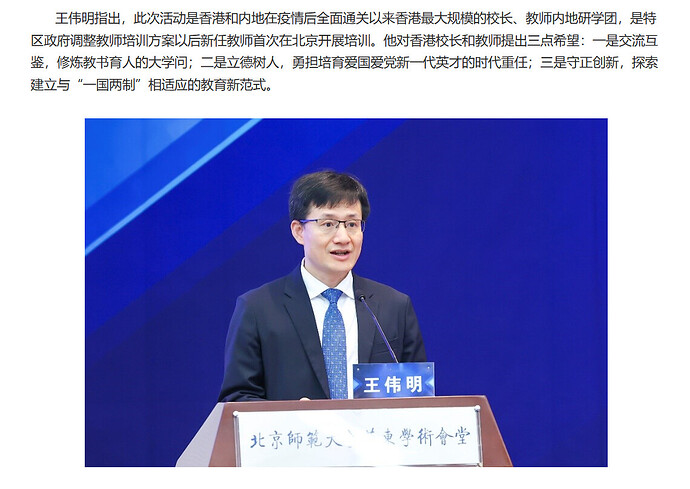 王伟明指出，此次活动是香港和内地在疫情后全面通关以来香港最大规模的校长、教师内地研学团，是特
区政府调整教师培训方案以后新任教师首次在北京开展培训。他对香港校长和教师提出三点希望：一是交流互
鉴，修炼教书育人的大学问；二是立德树人，勇担培育爱国爱党新一代英才的时代重任；三是守正创新，探索
建立与“一国两制”相适应的教育新范式。
王伟明
北京師範大 東學術會堂